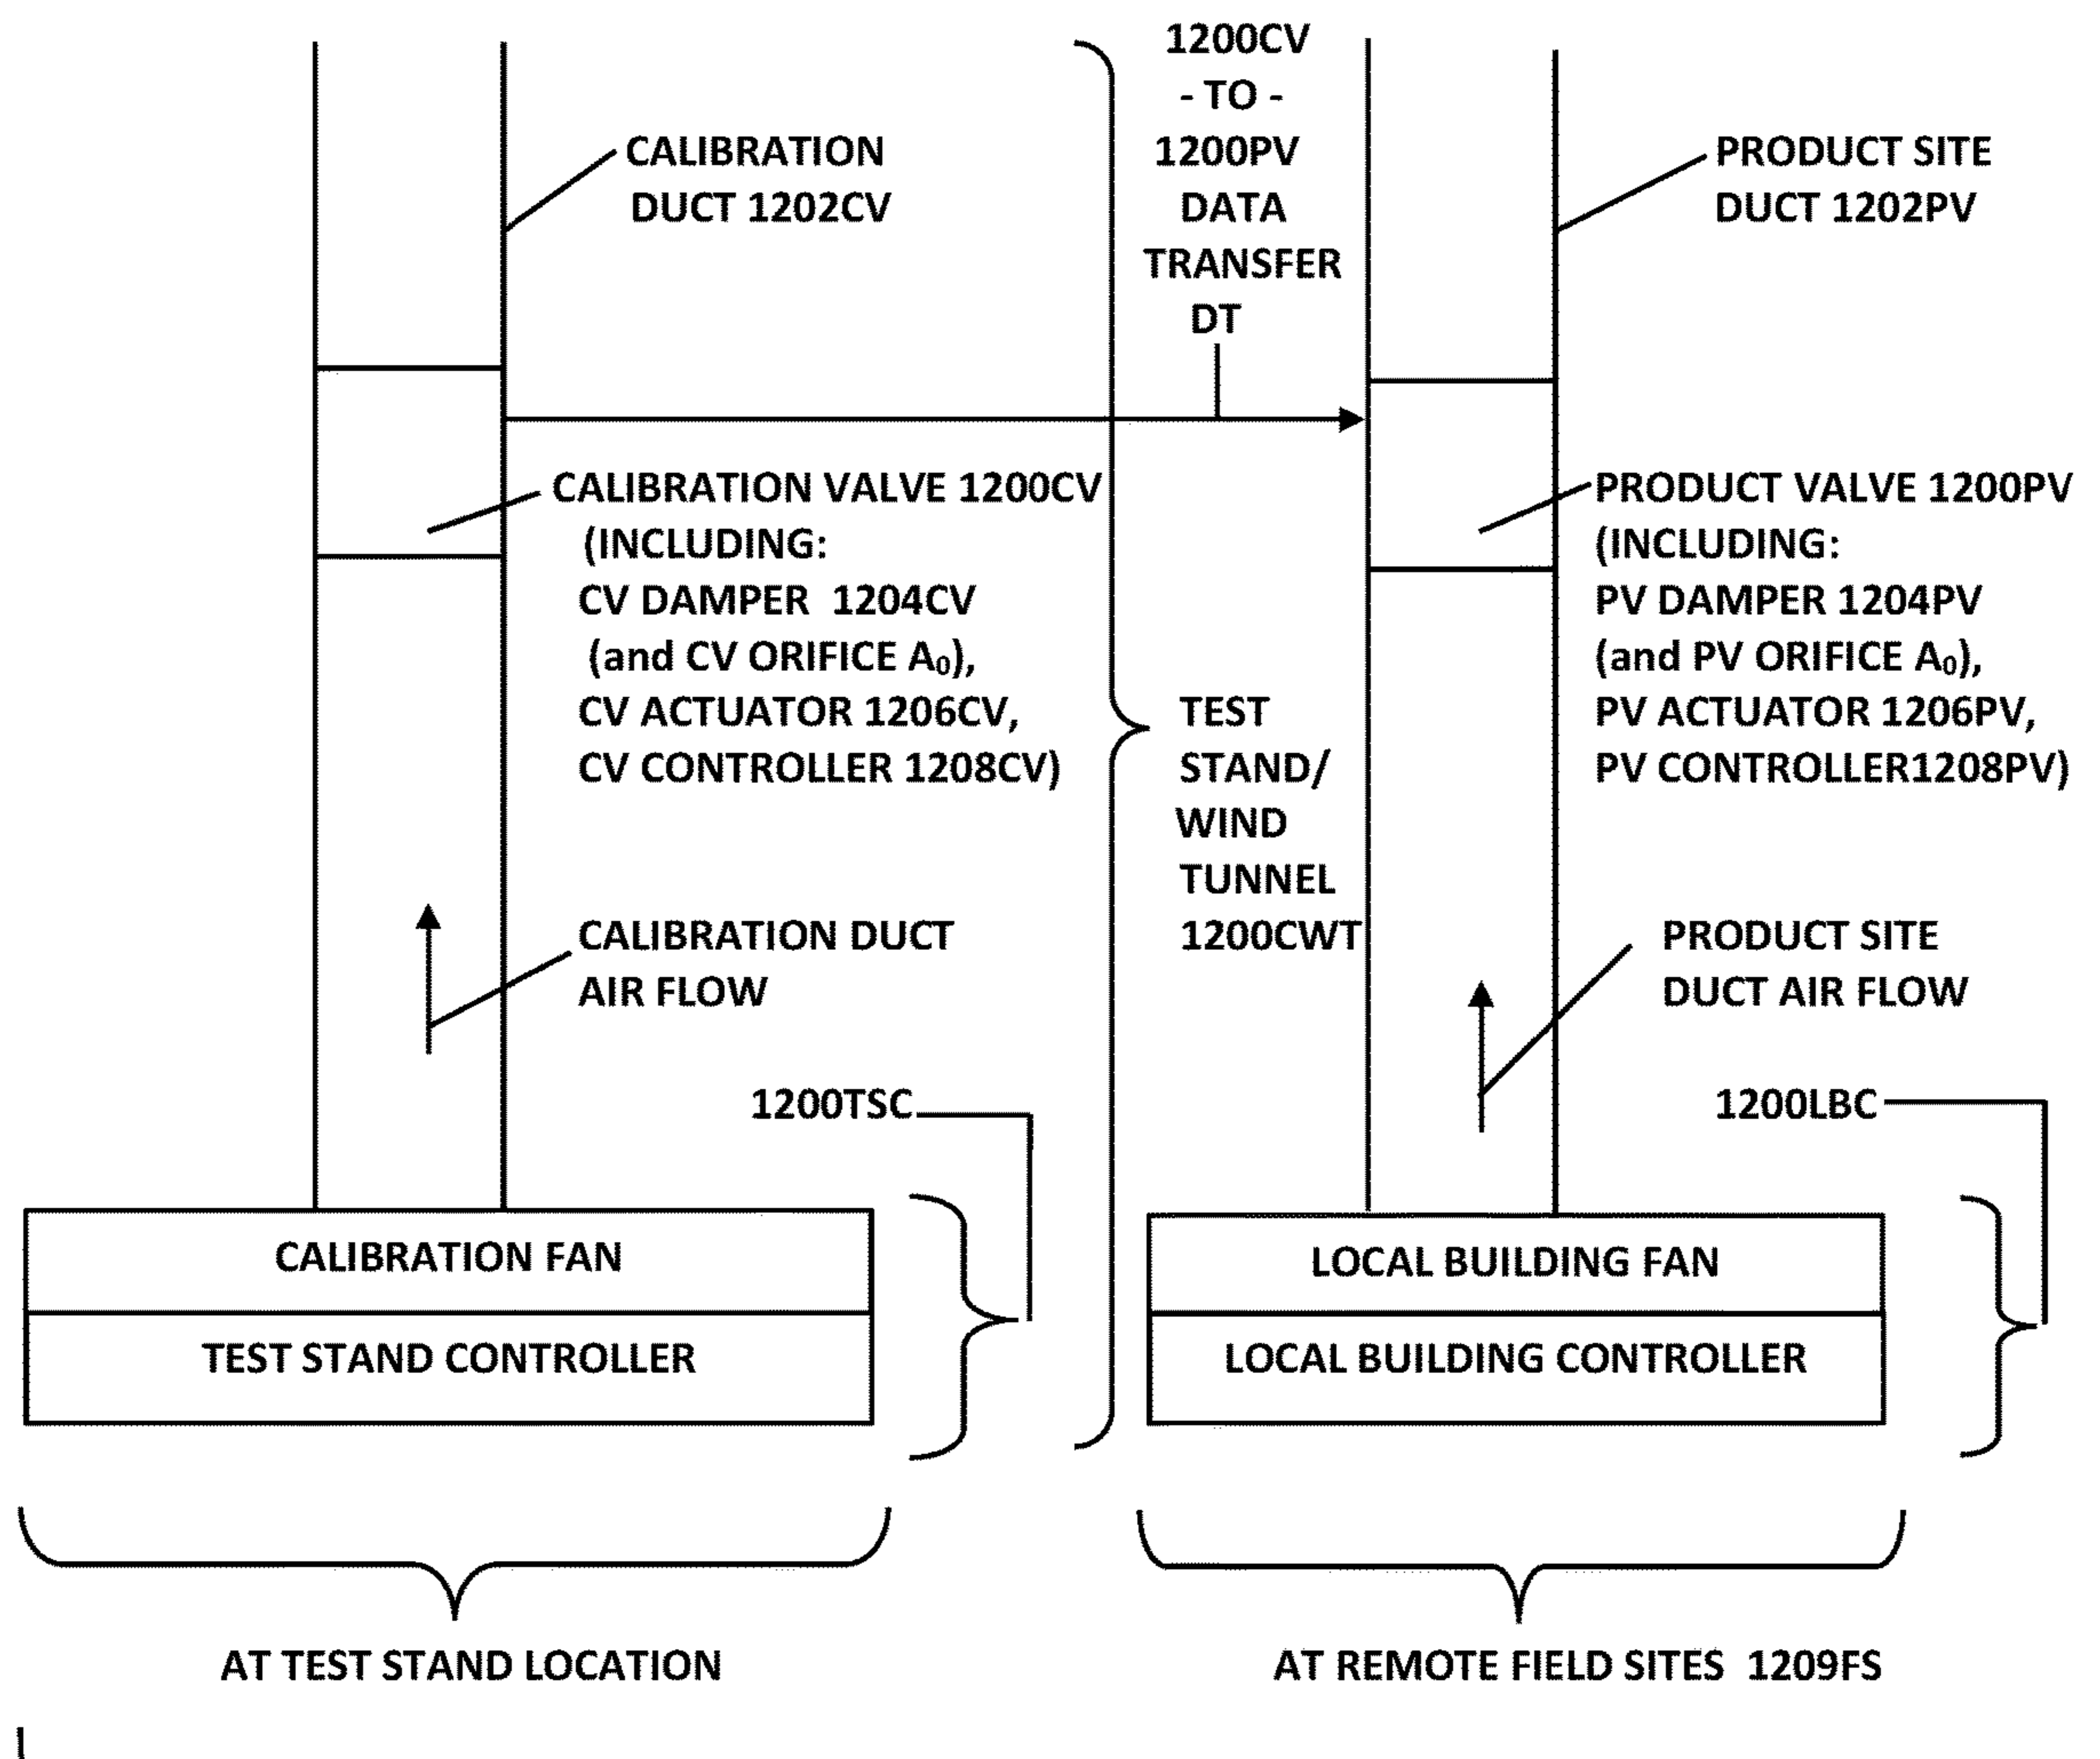 1200CV
- TO -
1200PV
DATA
TRANSFER
DT
CALIBRATION
DUCT 1202CV
PRODUCT SITE
DUCT 1202PV
CALIBRATION VALVE 1200CV
(INCLUDING:
CV DAMPER 1204CV
(and CV ORIFICE A₀),
CV ACTUATOR 1206CV,
CV CONTROLLER 1208CV)
PRODUCT VALVE 1200PV
(INCLUDING:
PV DAMPER 1204PV
(and PV ORIFICE A₀),
PV ACTUATOR 1206PV,
PV CONTROLLER1208PV)
TEST
STAND/
WIND
TUNNEL
1200CWT
CALIBRATION DUCT
AIR FLOW
PRODUCT SITE
DUCT AIR FLOW
1200TSC
1200LBC
CALIBRATION FAN
TEST STAND CONTROLLER
LOCAL BUILDING FAN
LOCAL BUILDING CONTROLLER
AT TEST STAND LOCATION
AT REMOTE FIELD SITES 1209FS